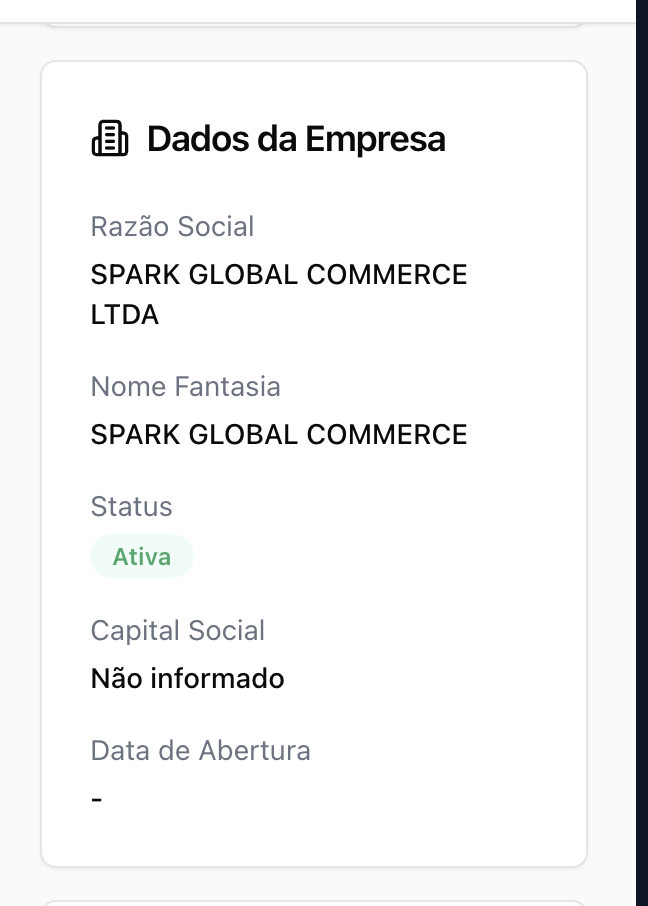 Dados da Empresa
Razão Social
SPARK GLOBAL COMMERCE
LTDA
Nome Fantasia
SPARK GLOBAL COMMERCE
Status
Ativa
Capital Social
Não informado
Data de Abertura
-